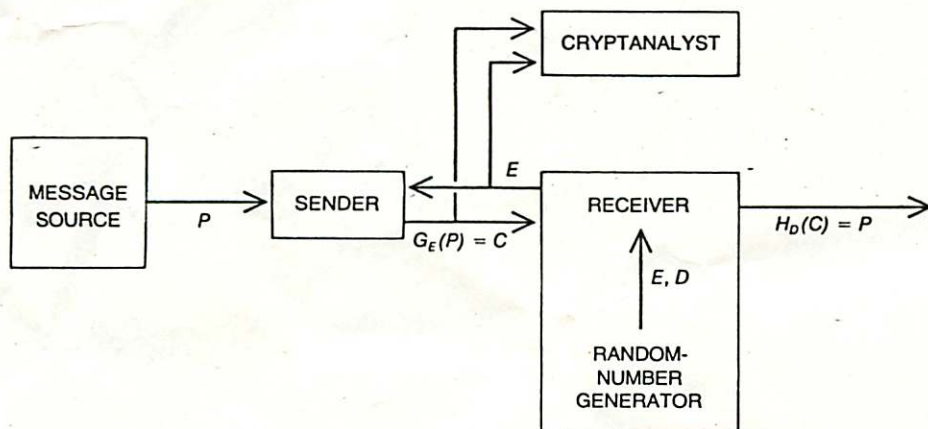 CRYPTANALYST
MESSAGE
SOURCE
P
SENDER
E
G_E(P) = C
RECEIVER
E, D
RANDOM-
NUMBER
GENERATOR
H_D(C) = P